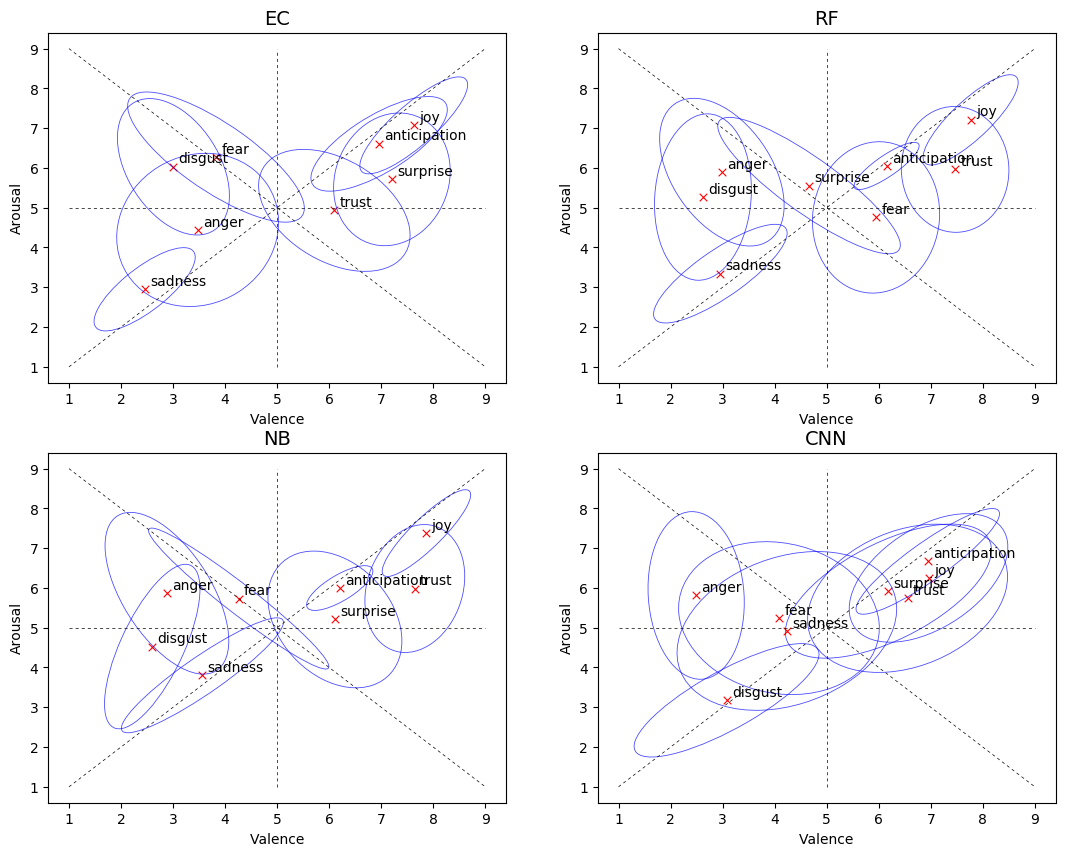 EC
9
8
7
6
5
4
3
2
1
Arousal
joy
anticipation
fear
disgust
surprise
trust
anger
sadness
1 2 3 4 5 6 7 8 9
Valence
RF
9
8
7
6
5
4
3
2
1
Arousal
joy
anticipation
trust
anger
surprise
disgust
fear
sadness
1 2 3 4 5 6 7 8 9
Valence
NB
9
8
7
6
5
4
3
2
1
Arousal
joy
anticipation
trust
anger
fear
surprise
disgust
sadness
1 2 3 4 5 6 7 8 9
Valence
CNN
9
8
7
6
5
4
3
2
1
Arousal
anticipation
joy
surprise
trust
anger
fear
sadness
disgust
1 2 3 4 5 6 7 8 9
Valence